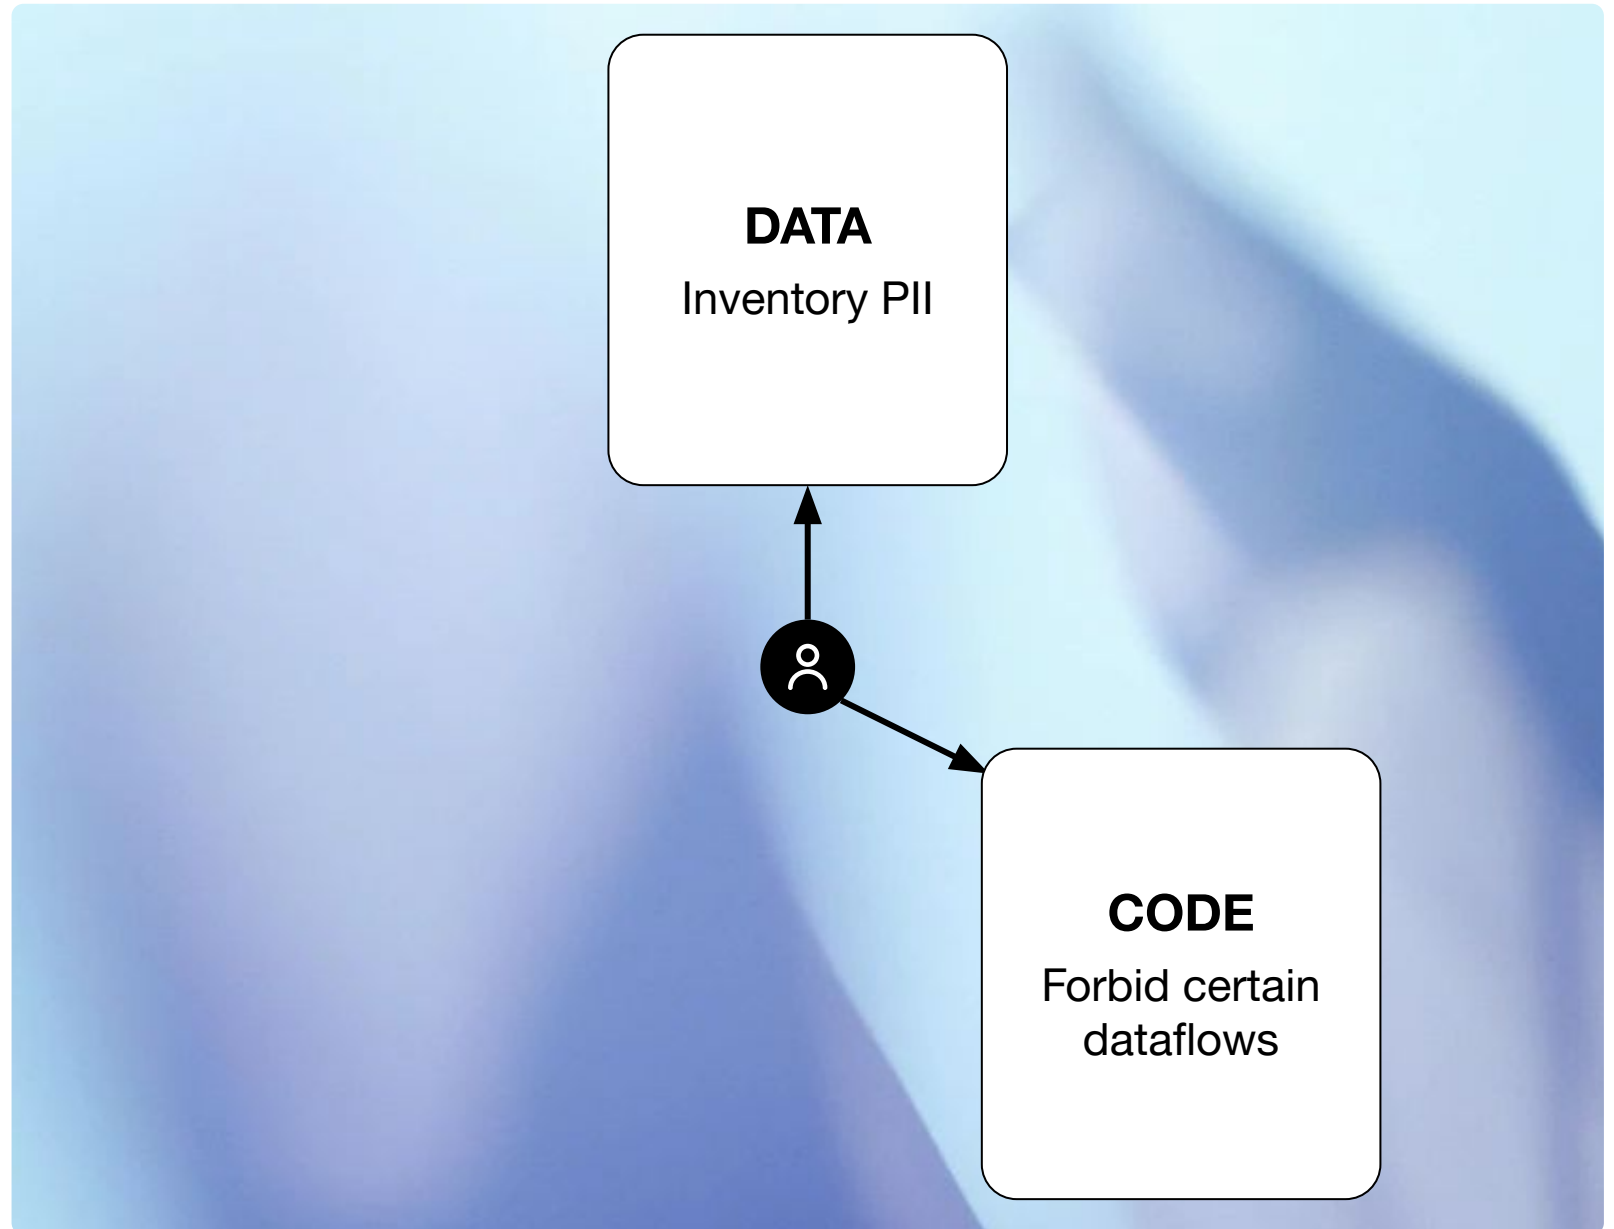 DATA
Inventory PII
CODE
Forbid certain
dataflows